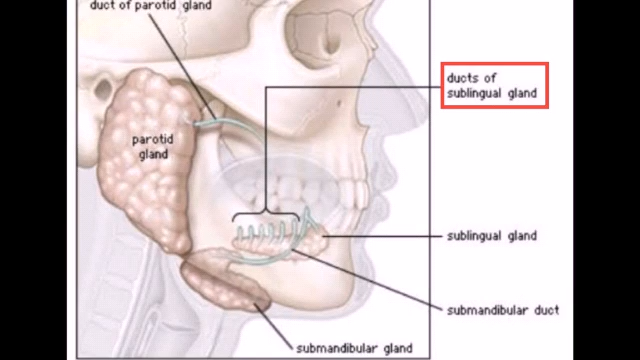 duct of parotid gland
ducts of
sublingual gland
parotid
gland
sublingual gland
submandibular duct
submandibular gland